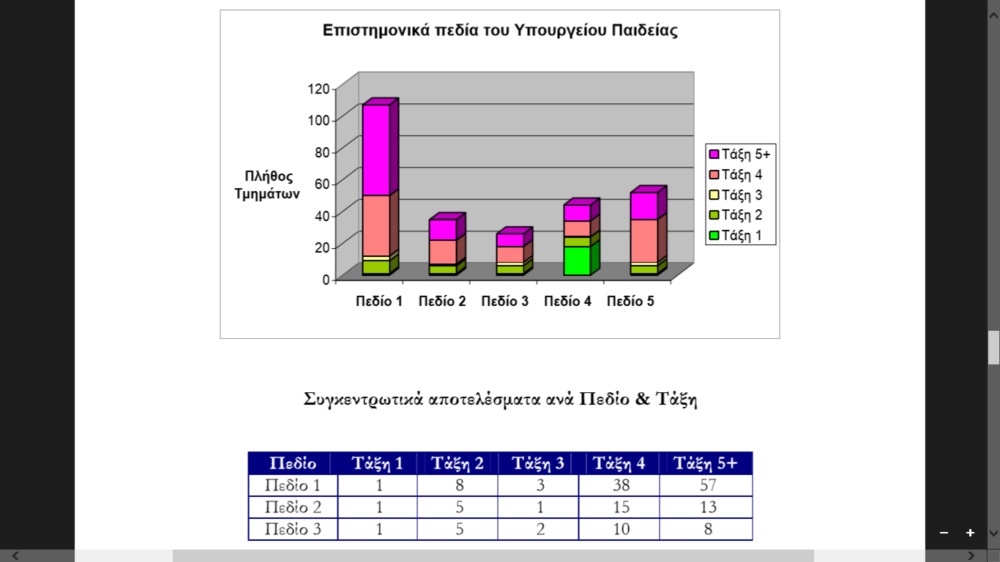 Επιστημονικά πεδία του Υπουργείου Παιδείας
120
100
80
60
40
20
0
Πλήθος
Τμημάτων
Πεδίο 1 Πεδίο 2 Πεδίο 3 Πεδίο 4 Πεδίο 5
Τάξη 5+
Τάξη 4
Τάξη 3
Τάξη 2
Τάξη 1
Συγκεντρωτικά αποτελέσματα ανά Πεδίο & Τάξη
Πεδίο Τάξη 1 Τάξη 2 Τάξη 3 Τάξη 4 Τάξη 5+
Πεδίο 1 1 8 3 38 57
Πεδίο 2 1 5 1 15 13
Πεδίο 3 1 5 2 10 8